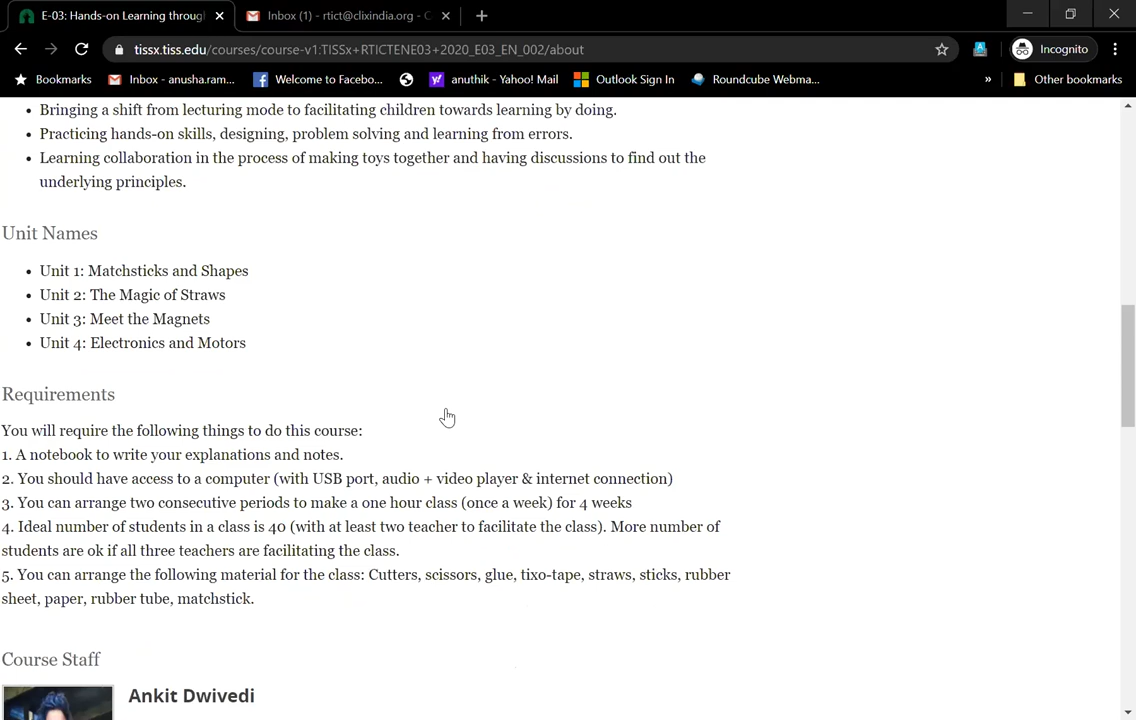 E-03: Hands-on Learning throug
Inbox (1) - rtict@clixindia.org - C
tissx.tiss.edu/courses/course-v1:TISSx+RTICTENE03+2020_E03_EN_002/about
Incognito
Bookmarks
Inbox - anusha.ram...
Welcome to Facebo...
anuthik - Yahoo! Mail
Outlook Sign In
Roundcube Webma...
»
Other bookmarks
• Bringing a shift from lecturing mode to facilitating children towards learning by doing.
• Practicing hands-on skills, designing, problem solving and learning from errors.
• Learning collaboration in the process of making toys together and having discussions to find out the
underlying principles.
Unit Names
• Unit 1: Matchsticks and Shapes
• Unit 2: The Magic of Straws
• Unit 3: Meet the Magnets
• Unit 4: Electronics and Motors
Requirements
You will require the following things to do this course:
1. A notebook to write your explanations and notes.
2. You should have access to a computer (with USB port, audio + video player & internet connection)
3. You can arrange two consecutive periods to make a one hour class (once a week) for 4 weeks
4. Ideal number of students in a class is 40 (with at least two teacher to facilitate the class). More number of
students are ok if all three teachers are facilitating the class.
5. You can arrange the following material for the class: Cutters, scissors, glue, tixo-tape, straws, sticks, rubber
sheet, paper, rubber tube, matchstick.
Course Staff
Ankit Dwivedi